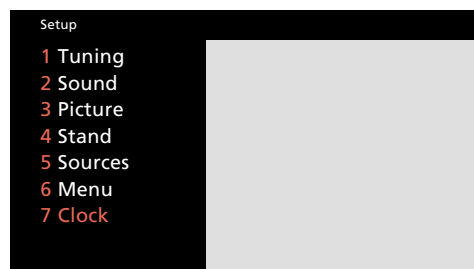 Setup
1 Tuning
2 Sound
3 Picture
4 Stand
5 Sources
6 Menu
7 Clock